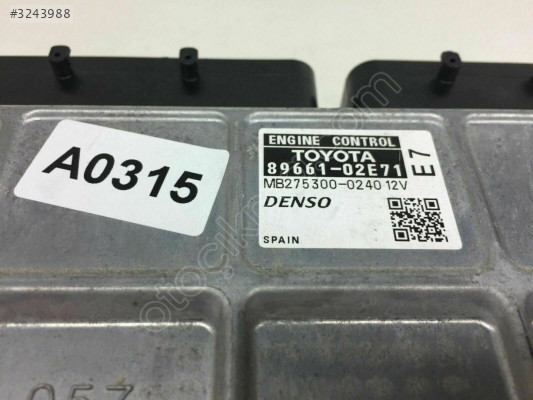 #3243988
A0315
ENGINE CONTROL
TOYOTA
89661-02E71
E7
MB275300-0240 12V
DENSO
SPAIN